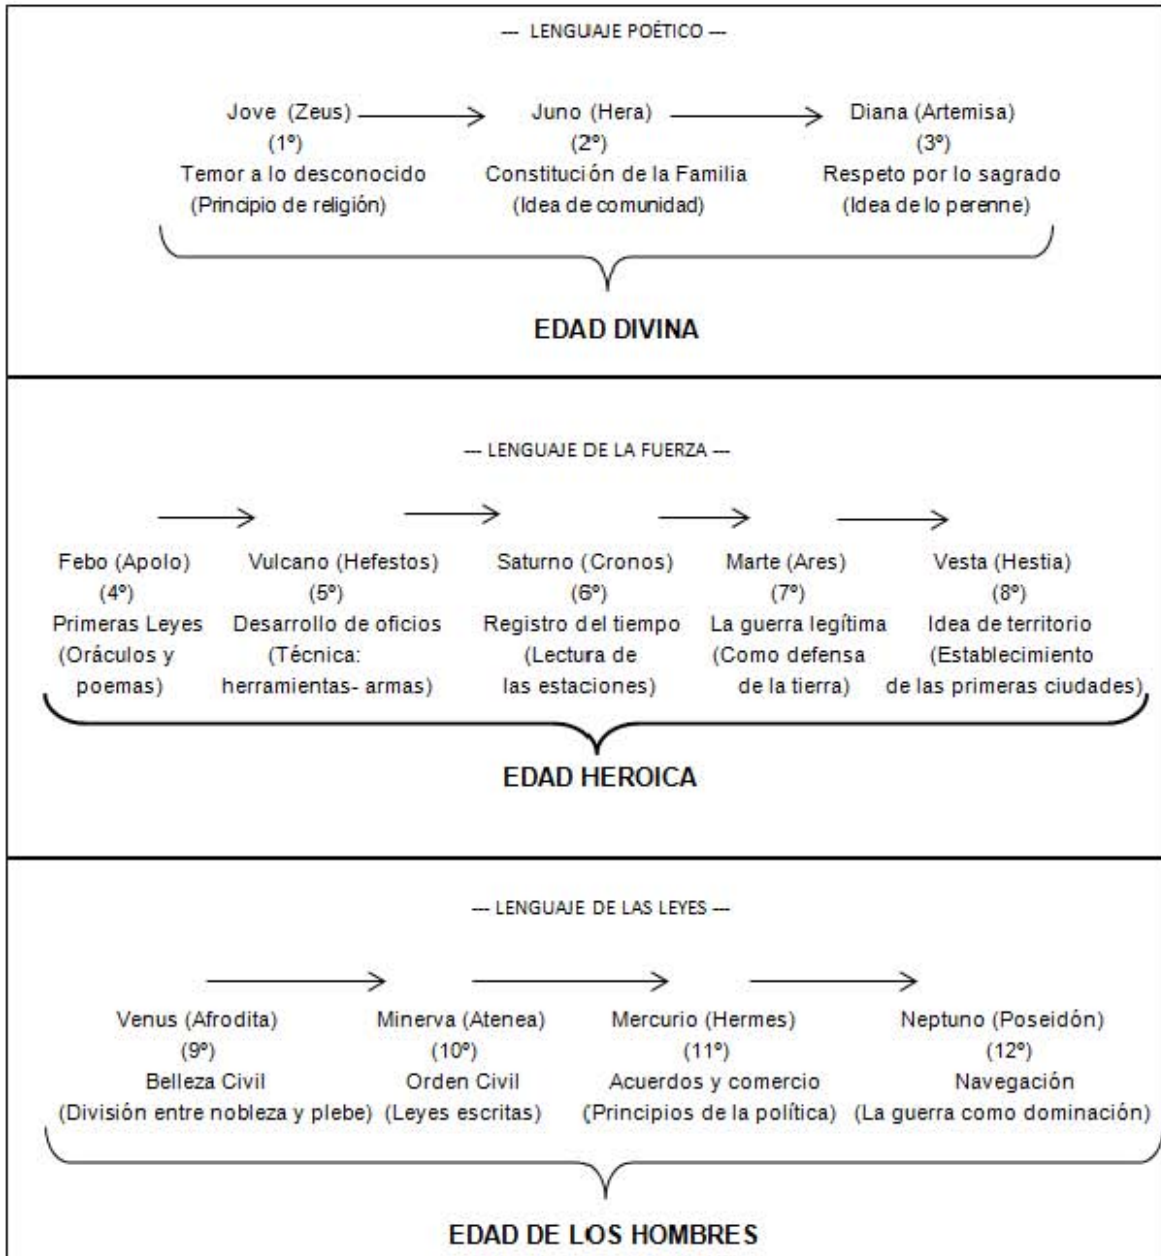 --- LENGUAJE POÉTICO ---
Jove (Zeus) Juno (Hera) Diana (Artemisa)
(1º) (2º) (3º)
Temor a lo desconocido Constitución de la Familia Respeto por lo sagrado
(Principio de religión) (Idea de comunidad) (Idea de lo perenne)
EDAD DIVINA
--- LENGUAJE DE LA FUERZA ---
Febo (Apolo) Vulcano (Hefestos) Saturno (Cronos) Marte (Ares) Vesta (Hestia)
(4º) (5º) (6º) (7º) (8º)
Primeras Leyes Desarrollo de oficios Registro del tiempo La guerra legítima Idea de territorio
(Oráculos y (Técnica: (Lectura de (Como defensa (Establecimiento
poemas) herramientas- armas) las estaciones) de la tierra) de las primeras ciudades)
EDAD HEROICA
--- LENGUAJE DE LAS LEYES ---
Venus (Afrodita) Minerva (Atenea) Mercurio (Hermes) Neptuno (Poseidón)
(9º) (10º) (11º) (12º)
Belleza Civil Orden Civil Acuerdos y comercio Navegación
(División entre nobleza y plebe) (Leyes escritas) (Principios de la política) (La guerra como dominación)
EDAD DE LOS HOMBRES